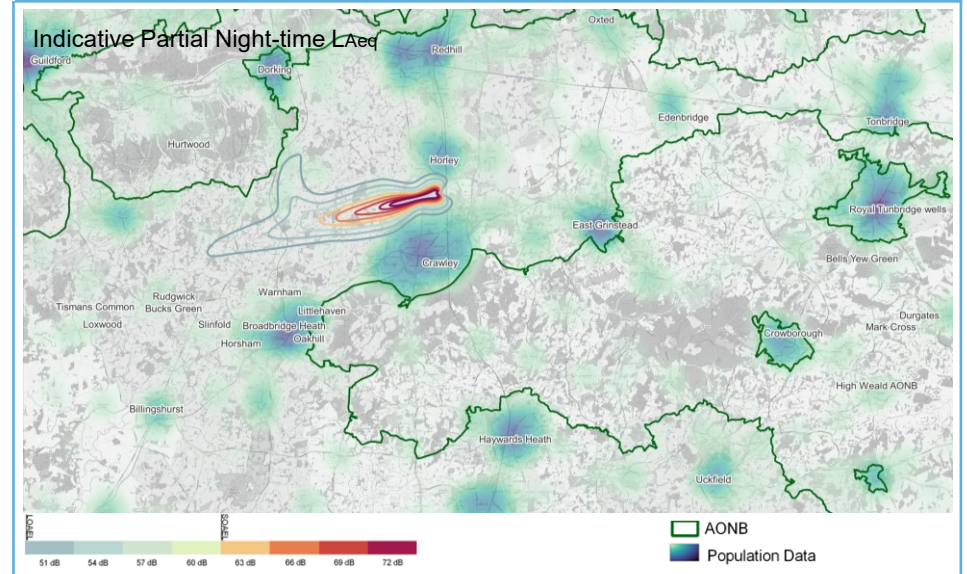 Indicative Partial Night-time LAeq
Oxted
Redhill
Guildford
Dorking
Edenbridge
Tonbridge
Hurtwood
Horley
Royal Tunbridge wells
East Grinstead
Bells Yew Green
Crawley
Warnham
Rudgwick
Tismans Common
Bucks Green
Littlehaven
Durgates
Loxwood
Slinfold
Broadbridge Heath
Mark Cross
Crowborough
Horsham
Oakhill
High Weald AONB
Billingshurst
Haywards Heath
Uckfield
LOAEL
SOAEL
51 dB
54 dB
57 dB
60 dB
63 dB
66 dB
69 dB
72 dB
AONB
Population Data